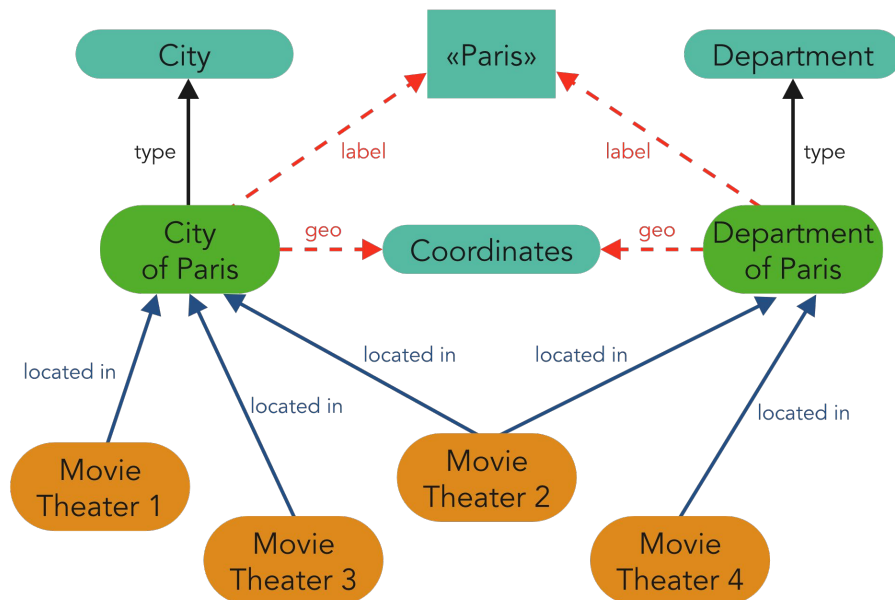 City
«Paris»
Department
type
label
label
type
City
of Paris
geo
Coordinates
geo
Department
of Paris
located in
located in
located in
located in
located in
Movie
Theater 1
Movie
Theater 2
Movie
Theater 3
Movie
Theater 4